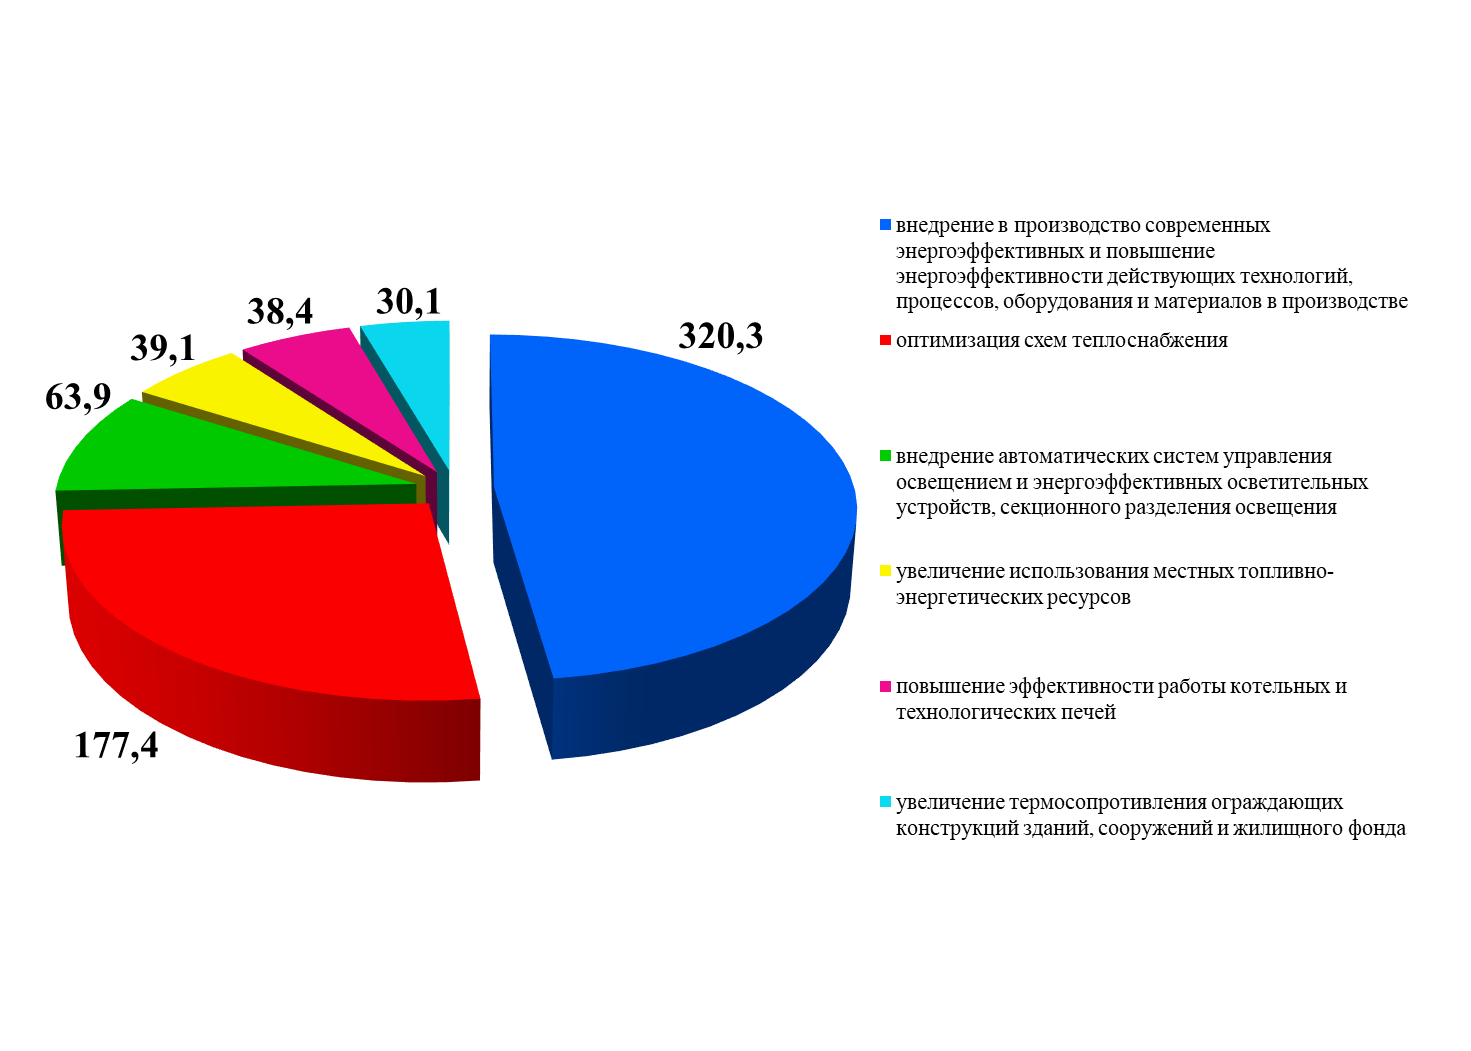 30,1
38,4
320,3
39,1
63,9
177,4
внедрение в производство современных
энергоэффективных и повышение
энергоэффективности действующих технологий,
процессов, оборудования и материалов в производстве
оптимизация схем теплоснабжения
внедрение автоматических систем управления
освещением и энергоэффективных осветительных
устройств, секционного разделения освещения
увеличение использования местных топливно-
энергетических ресурсов
повышение эффективности работы котельных и
технологических печей
увеличение термосопротивления ограждающих
конструкций зданий, сооружений и жилищного фонда